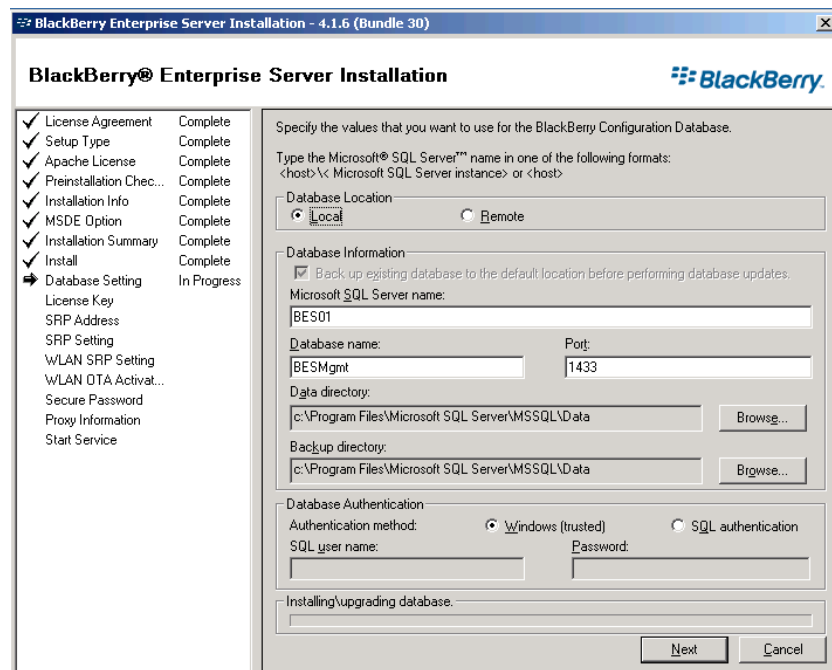 BlackBerry Enterprise Server Installation - 4.1.6 (Bundle 30)
BlackBerry® Enterprise Server Installation
BlackBerry.
License Agreement Complete
Setup Type Complete
Apache License Complete
Preinstallation Chec... Complete
Installation Info Complete
MSDE Option Complete
Installation Summary Complete
Install Complete
Database Setting In Progress
License Key
SRP Address
SRP Setting
WLAN SRP Setting
WLAN OTA Activat...
Secure Password
Proxy Information
Start Service
Specify the values that you want to use for the BlackBerry Configuration Database.
Type the Microsoft® SQL Server™ name in one of the following formats:
<host>\< Microsoft SQL Server instance> or <host>
Database Location
Local Remote
Database Information
Back up existing database to the default location before performing database updates.
Microsoft SQL Server name:
BES01
Database name: Port:
BESMgmt 1433
Data directory:
c:\Program Files\Microsoft SQL Server\MSSQL\Data Browse...
Backup directory:
c:\Program Files\Microsoft SQL Server\MSSQL\Data Browse...
Database Authentication
Authentication method: Windows (trusted) SQL authentication
SQL user name: Password:
Installing\upgrading database.
Next Cancel